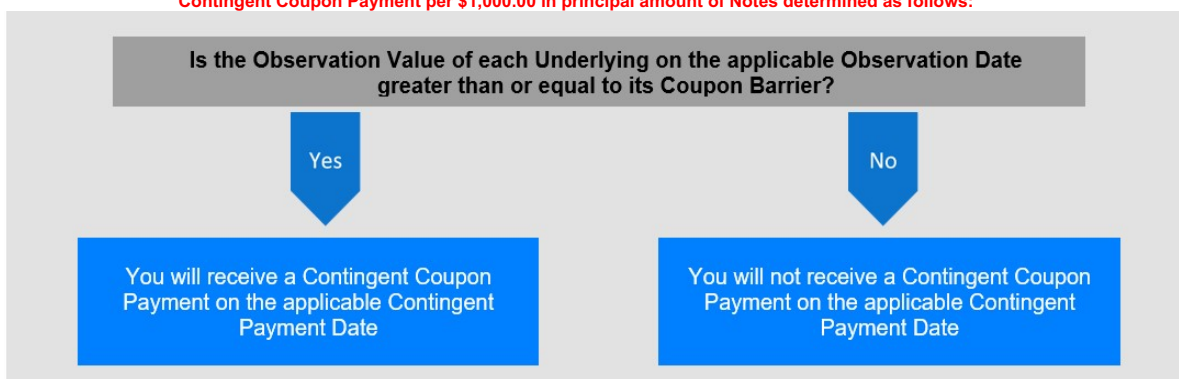 Contingent Coupon Payment per $1,000.00 in principal amount of Notes determined as follows:
Is the Observation Value of each Underlying on the applicable Observation Date
greater than or equal to its Coupon Barrier?
Yes
No
You will receive a Contingent Coupon
Payment on the applicable Contingent
Payment Date
You will not receive a Contingent Coupon
Payment on the applicable Contingent
Payment Date